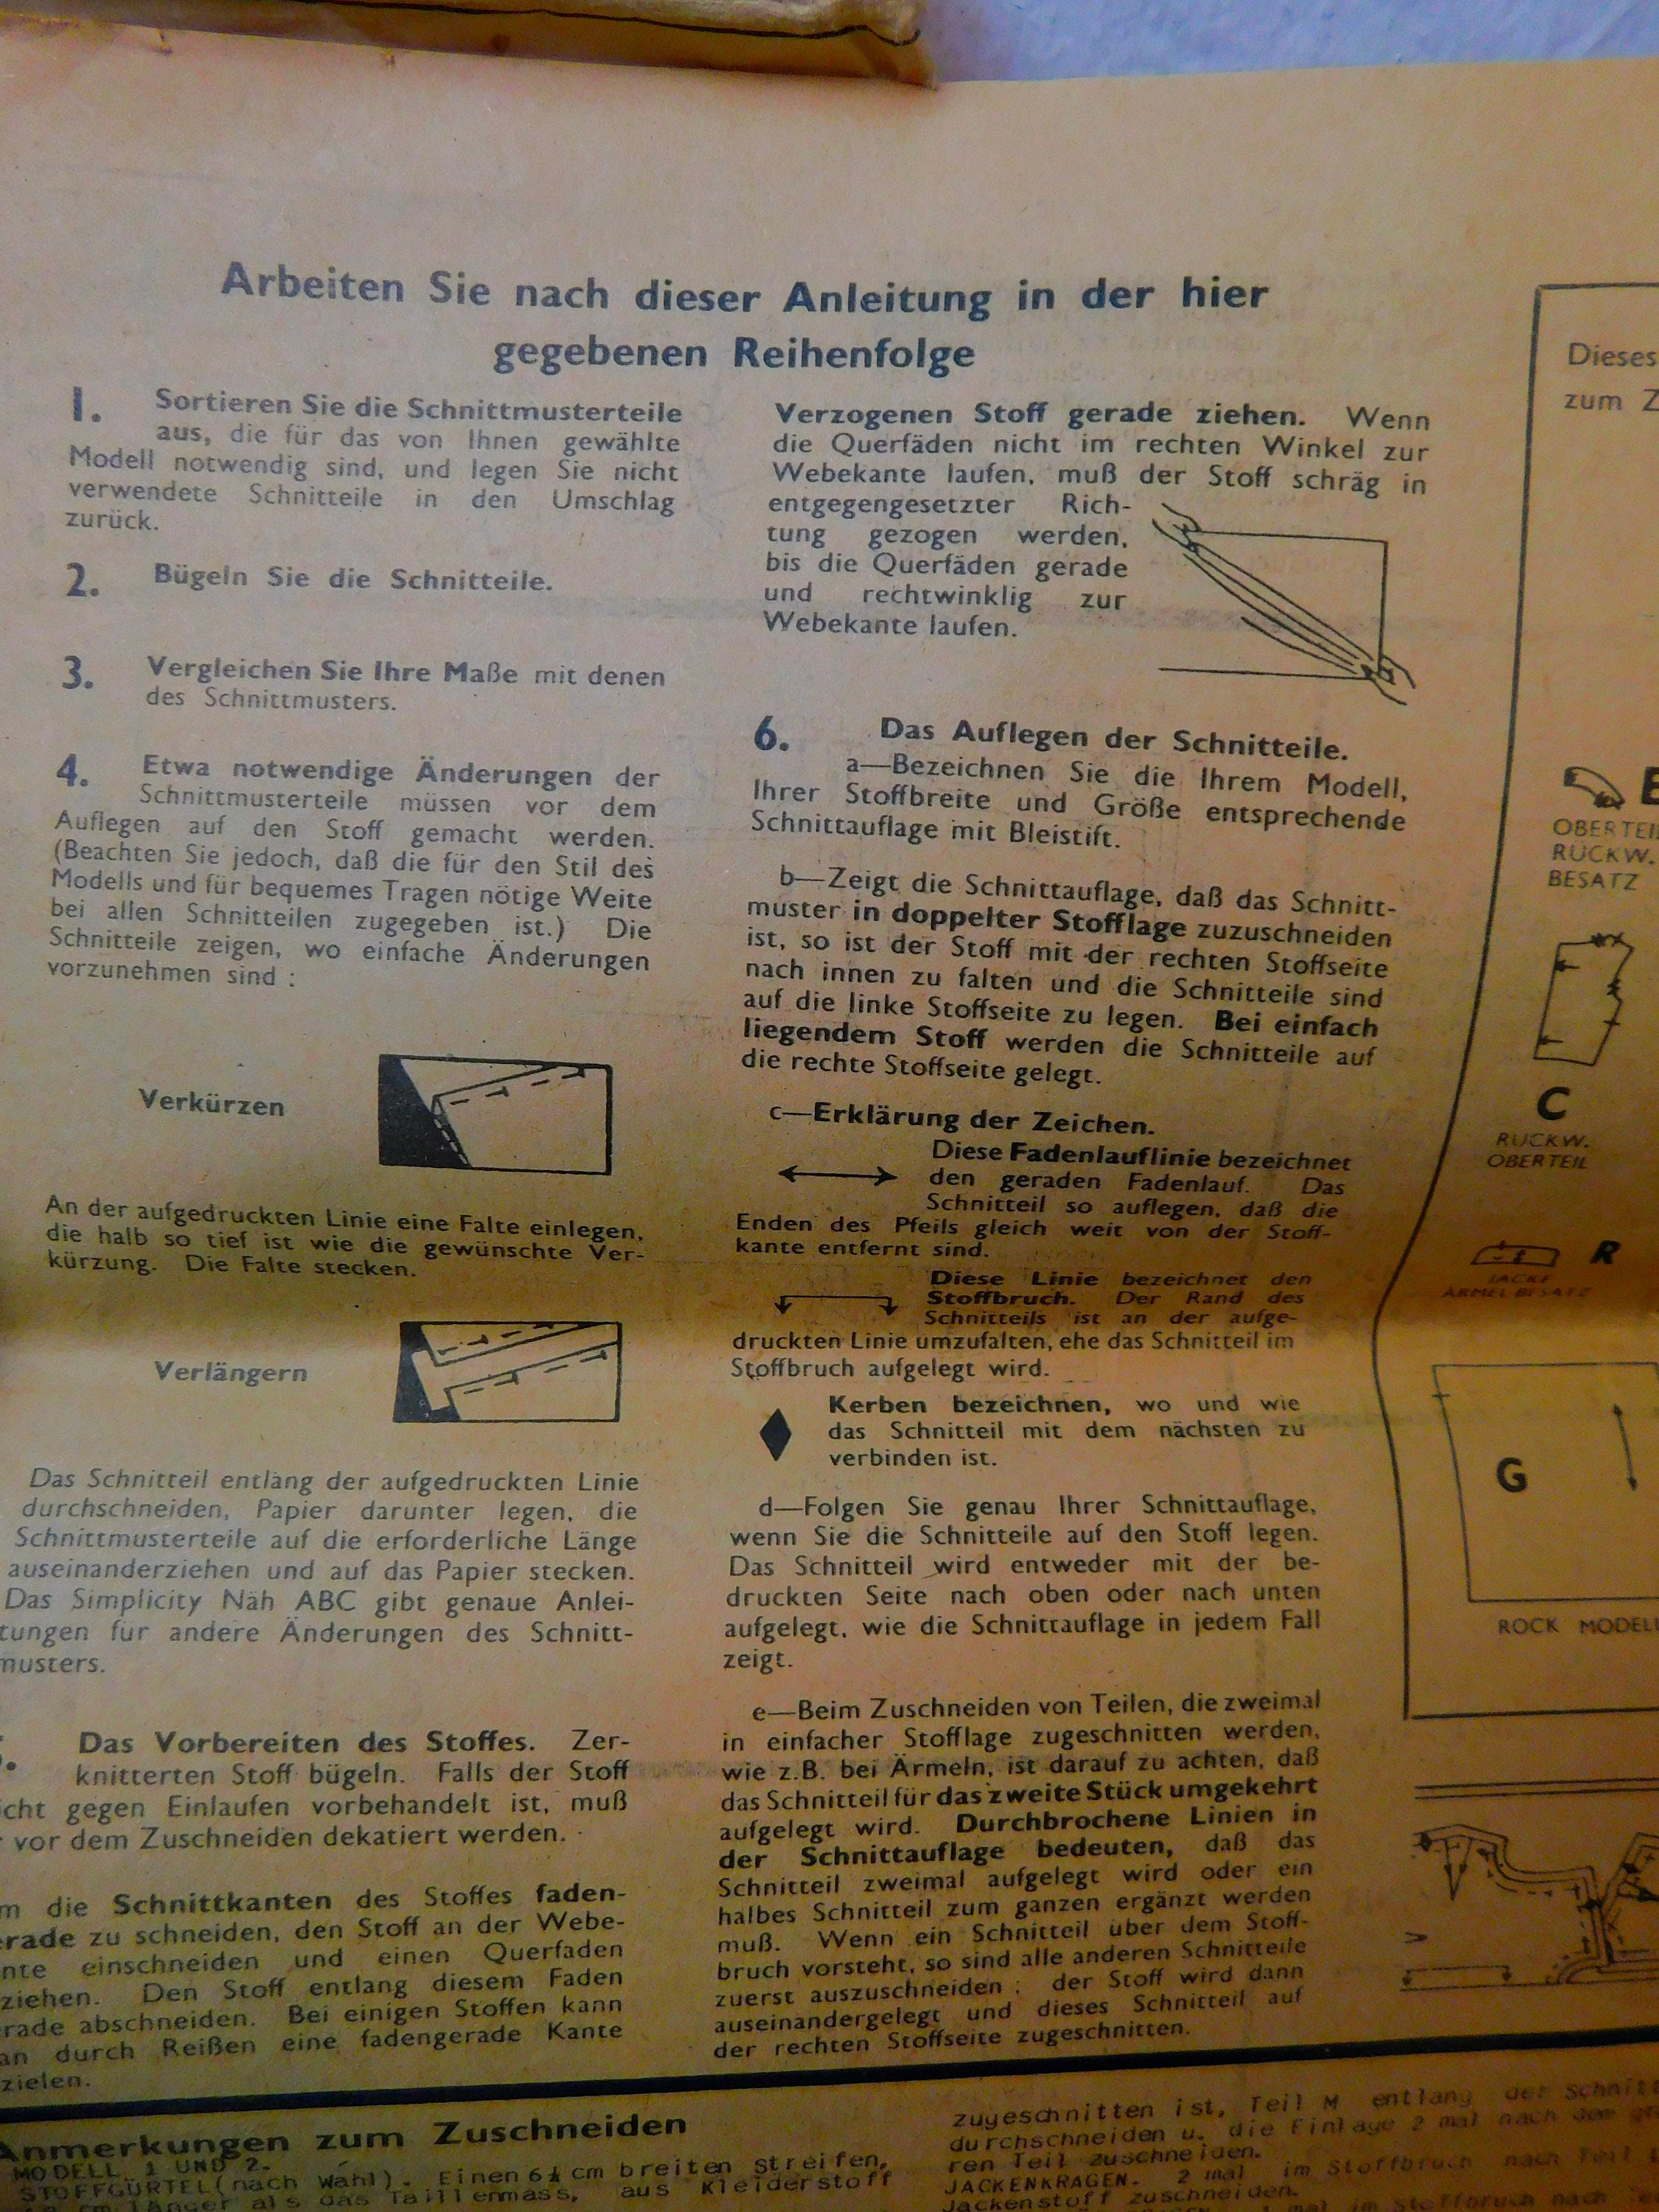 Arbeiten Sie nach dieser Anleitung in der hier
gegebenen Reihenfolge
1. Sortieren Sie die Schnittmusterteile
aus, die für das von Ihnen gewählte
Modell notwendig sind, und legen Sie nicht
verwendete Schnitteile in den Umschlag
zurück.
2. Bügeln Sie die Schnitteile.
3. Vergleichen Sie Ihre Maße mit denen
des Schnittmusters.
4. Etwa notwendige Änderungen der
Schnittmusterteile müssen vor dem
Auflegen auf den Stoff gemacht werden.
(Beachten Sie jedoch, daß die für den Stil des
Modells und für bequemes Tragen nötige Weite
bei allen Schnitteilen zugegeben ist.) Die
Schnitteile zeigen, wo einfache Änderungen
vorzunehmen sind :
Verkürzen
An der aufgedruckten Linie eine Falte einlegen,
die halb so tief ist wie die gewünschte Ver-
kürzung. Die Falte stecken.
Verlängern
Das Schnitteil entlang der aufgedruckten Linie
durchschneiden, Papier darunter legen, die
Schnittmusterteile auf die erforderliche Länge
auseinanderziehen und auf das Papier stecken.
Das Simplicity Näh ABC gibt genaue Anlei-
tungen für andere Änderungen des Schnitt-
musters.
Das Vorbereiten des Stoffes. Zer-
knitterten Stoff bügeln. Falls der Stoff
icht gegen Einlaufen vorbehandelt ist, muß
vor dem Zuschneiden dekatiert werden.
m die Schnittkanten des Stoffes faden-
erade zu schneiden, den Stoff an der Webe-
nte einschneiden und einen Querfaden
ziehen. Den Stoff entlang diesem Faden
rade abschneiden. Bei einigen Stoffen kann
an durch Reißen eine fadengerade Kante
zielen.
Verzogenen Stoff gerade ziehen. Wenn
die Querfäden nicht im rechten Winkel zur
Webekante laufen, muß der Stoff schräg in
entgegengesetzter Rich-
tung gezogen werden,
bis die Querfäden gerade
und rechtwinklig zur
Webekante laufen.
6. Das Auflegen der Schnitteile.
a—Bezeichnen Sie die Ihrem Modell,
Ihrer Stoffbreite und Größe entsprechende
Schnittauflage mit Bleistift.
b—Zeigt die Schnittauflage, daß das Schnitt-
muster in doppelter Stofflage zuzuschneiden
ist, so ist der Stoff mit der rechten Stoffseite
nach innen zu falten und die Schnitteile sind
auf die linke Stoffseite zu legen. Bei einfach
liegendem Stoff werden die Schnitteile auf
die rechte Stoffseite gelegt.
c—Erklärung der Zeichen.
Diese Fadenlauflinie bezeichnet
den geraden Fadenlauf. Das
Schnitteil so auflegen, daß die
Enden des Pfeils gleich weit von der Stoff-
kante entfernt sind.
Diese Linie bezeichnet den
Stoffbruch. Der Rand des
Schnitteils ist an der aufge-
druckten Linie umzufalten, ehe das Schnitteil im
Stoffbruch aufgelegt wird.
Kerben bezeichnen, wo und wie
das Schnitteil mit dem nächsten zu
verbinden ist.
d—Folgen Sie genau Ihrer Schnittauflage,
wenn Sie die Schnitteile auf den Stoff legen.
Das Schnitteil wird entweder mit der be-
druckten Seite nach oben oder nach unten
aufgelegt, wie die Schnittauflage in jedem Fall
zeigt.
e—Beim Zuschneiden von Teilen, die zweimal
in einfacher Stofflage zugeschnitten werden,
wie z.B. bei Ärmeln, ist darauf zu achten, daß
das Schnitteil für das zweite Stück umgekehrt
aufgelegt wird. Durchbrochene Linien in
der Schnittauflage bedeuten, daß das
Schnitteil zweimal aufgelegt wird oder ein
halbes Schnitteil zum ganzen ergänzt werden
muß. Wenn ein Schnitteil über dem Stoff-
bruch vorsteht, so sind alle anderen Schnitteile
zuerst auszuschneiden ; der Stoff wird dann
auseinandergelegt und dieses Schnitteil auf
der rechten Stoffseite zugeschnitten.
Dieses
zum Z
OBERTEIL
RÜCKW.
BESATZ
C
RÜCKW.
OBERTEIL
R
JACKE
ÄRMELBESATZ
G
ROCK MODELL
Anmerkungen zum Zuschneiden
MODELL 1 UND 2.
STOFFGÜRTEL (nach Wahl). Einen 6½ cm breiten Streifen,
cm länger als das Taillenmass, aus Kleiderstoff
zugeschnitten ist, Teil M entlang der Schnitt
durchschneiden u. die Einlage 2 mal nach dem
ren Teil zuschneiden.
JACKENKRAGEN. 2 mal im Stoffbruch nach Teil
Jackenstoff zuschneiden.